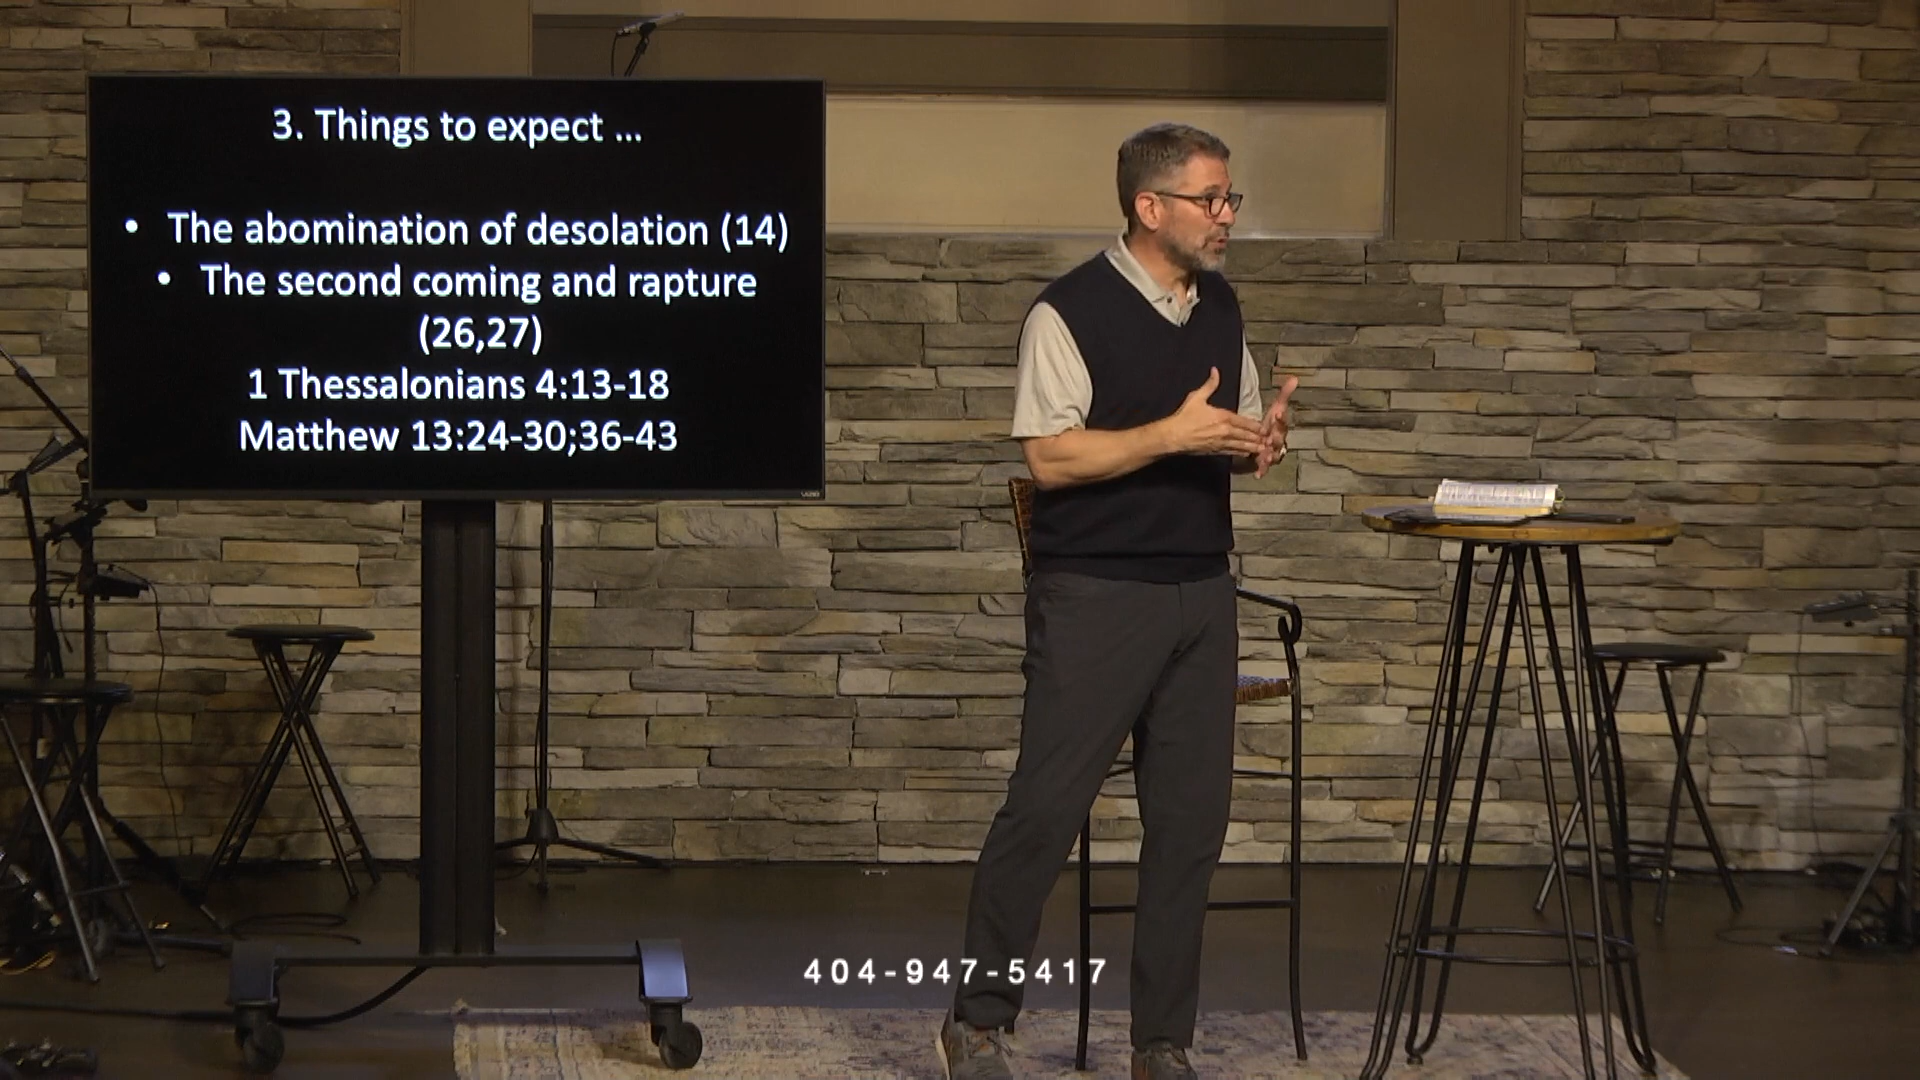 3. Things to expect ...
• The abomination of desolation (14)
• The second coming and rapture
(26,27)
1 Thessalonians 4:13-18
Matthew 13:24-30;36-43
VIZIO
404-947-5417